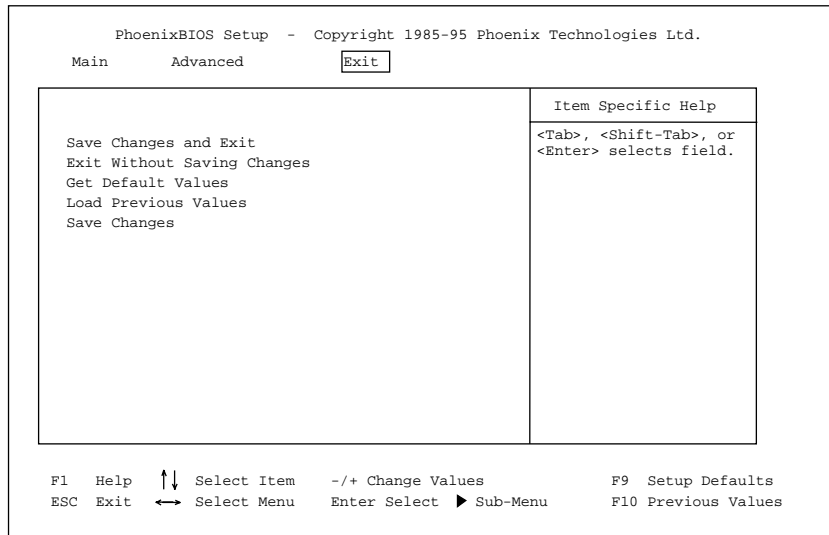 PhoenixBIOS Setup - Copyright 1985-95 Phoenix Technologies Ltd.
Main Advanced Exit
Item Specific Help
<Tab>, <Shift-Tab>, or
<Enter> selects field.
Save Changes and Exit
Exit Without Saving Changes
Get Default Values
Load Previous Values
Save Changes
F1 Help ↑↓ Select Item -/+ Change Values F9 Setup Defaults
ESC Exit ↔ Select Menu Enter Select ▶ Sub-Menu F10 Previous Values